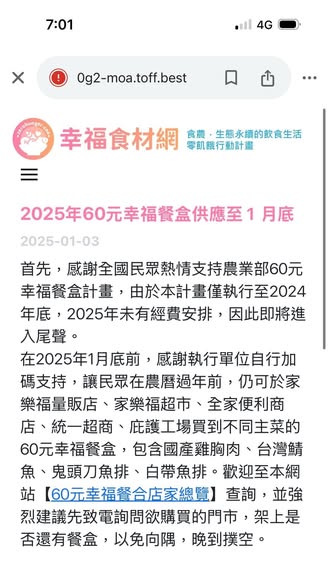 7:01
4G
0g2-moa.toff.best
幸福食材網
食農,生態永續的飲食生活
零飢餓行動計畫
2025年60元幸福餐盒供應至1月底
2025-01-03
首先,感謝全國民眾熱情支持農業部60元
幸福餐盒計畫,由於本計畫僅執行至2024
年底,2025年未有經費安排,因此即將進
入尾聲。
在2025年1月底前,感謝執行單位自行加
碼支持,讓民眾在農曆過年前,仍可於家
樂福量販店、家樂福超市、全家便利商
店、統一超商、庇護工場買到不同主菜的
60元幸福餐盒,包含國產雞胸肉、台灣鯖
魚、鬼頭刀魚排、白帶魚排。歡迎至本網
站【60元幸福餐合店家總覽】查詢,並強
烈建議先致電詢問欲購買的門市,架上是
否還有餐盒,以免向隅,晚到撲空。